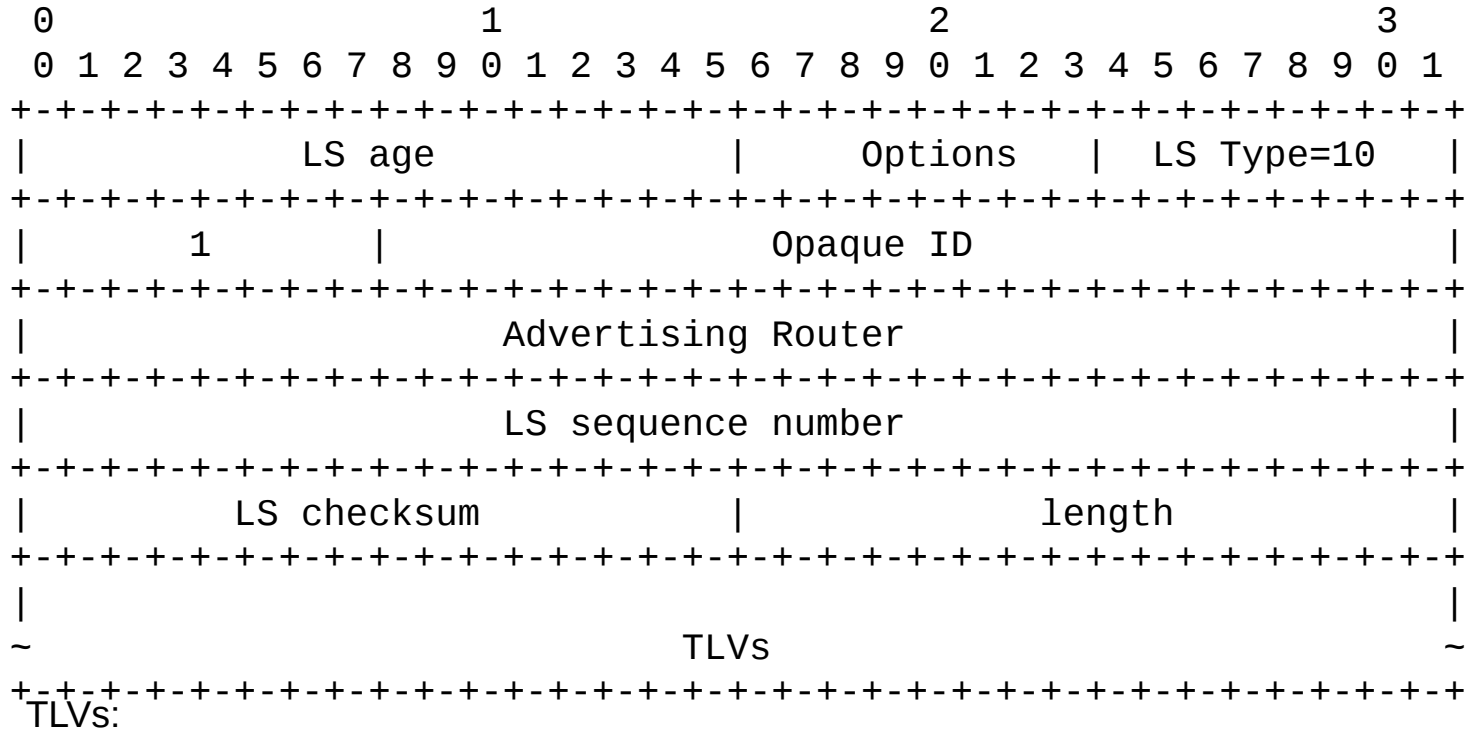 0                   1                   2                   3
 0 1 2 3 4 5 6 7 8 9 0 1 2 3 4 5 6 7 8 9 0 1 2 3 4 5 6 7 8 9 0 1
+-+-+-+-+-+-+-+-+-+-+-+-+-+-+-+-+-+-+-+-+-+-+-+-+-+-+-+-+-+-+-+-+
|            LS age             |     Options   |  LS Type=10   |
+-+-+-+-+-+-+-+-+-+-+-+-+-+-+-+-+-+-+-+-+-+-+-+-+-+-+-+-+-+-+-+-+
|       1       |                 Opaque ID                     |
+-+-+-+-+-+-+-+-+-+-+-+-+-+-+-+-+-+-+-+-+-+-+-+-+-+-+-+-+-+-+-+-+
|                     Advertising Router                        |
+-+-+-+-+-+-+-+-+-+-+-+-+-+-+-+-+-+-+-+-+-+-+-+-+-+-+-+-+-+-+-+-+
|                     LS sequence number                        |
+-+-+-+-+-+-+-+-+-+-+-+-+-+-+-+-+-+-+-+-+-+-+-+-+-+-+-+-+-+-+-+-+
|         LS checksum           |             length            |
+-+-+-+-+-+-+-+-+-+-+-+-+-+-+-+-+-+-+-+-+-+-+-+-+-+-+-+-+-+-+-+-+
|                                                               |
~                             TLVs                              ~
+-+-+-+-+-+-+-+-+-+-+-+-+-+-+-+-+-+-+-+-+-+-+-+-+-+-+-+-+-+-+-+-+
TLVs: